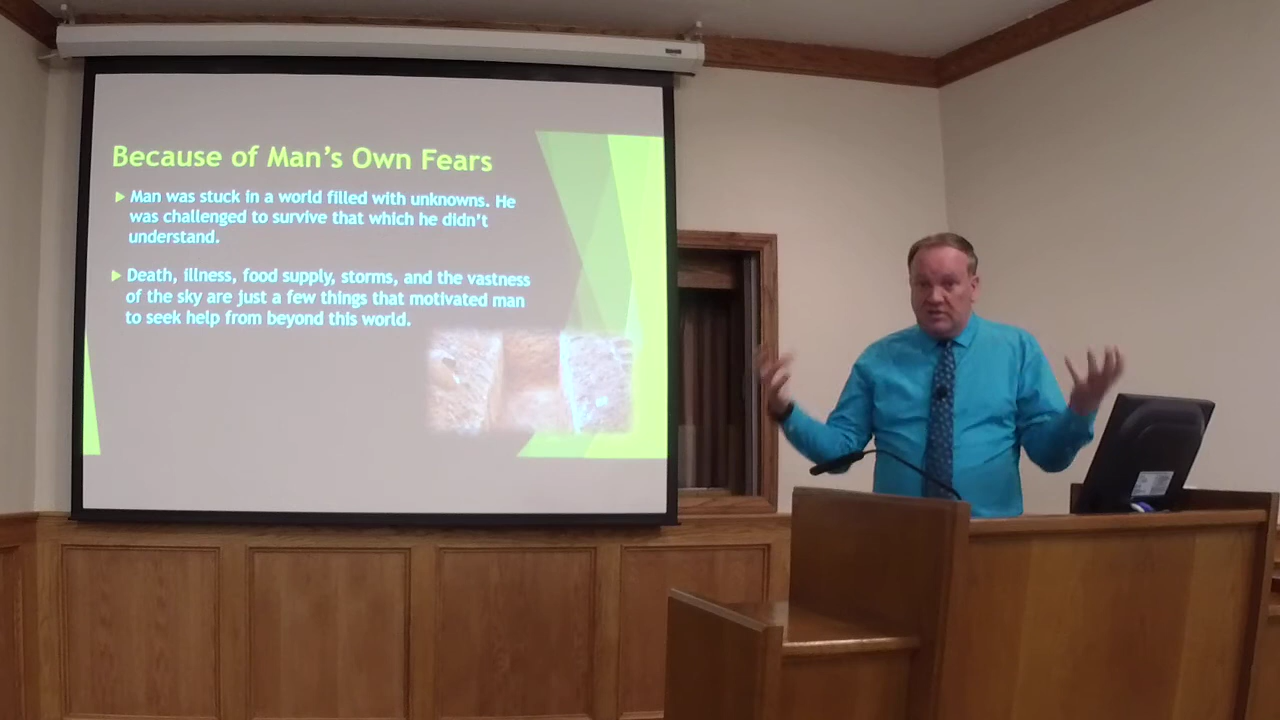 Because of Man's Own Fears
Man was stuck in a world filled with unknowns. He
was challenged to survive that which he didn't
understand.
Death, illness, food supply, storms, and the vastness
of the sky are just a few things that motivated man
to seek help from beyond this world.